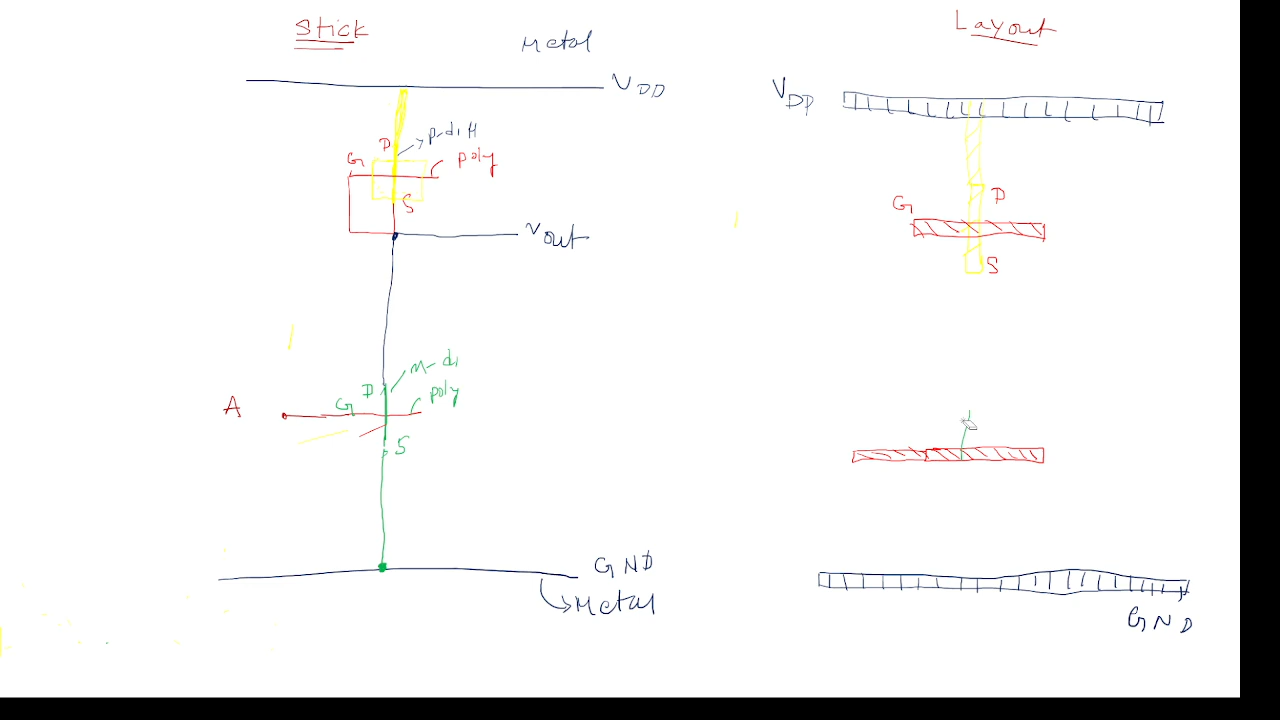 Stick
Metal
VDD
D
p-diff
G
poly
S
Vout
n-di
D
poly
A
G
S
GND
Metal
Layout
VDD
D
G
S
GND